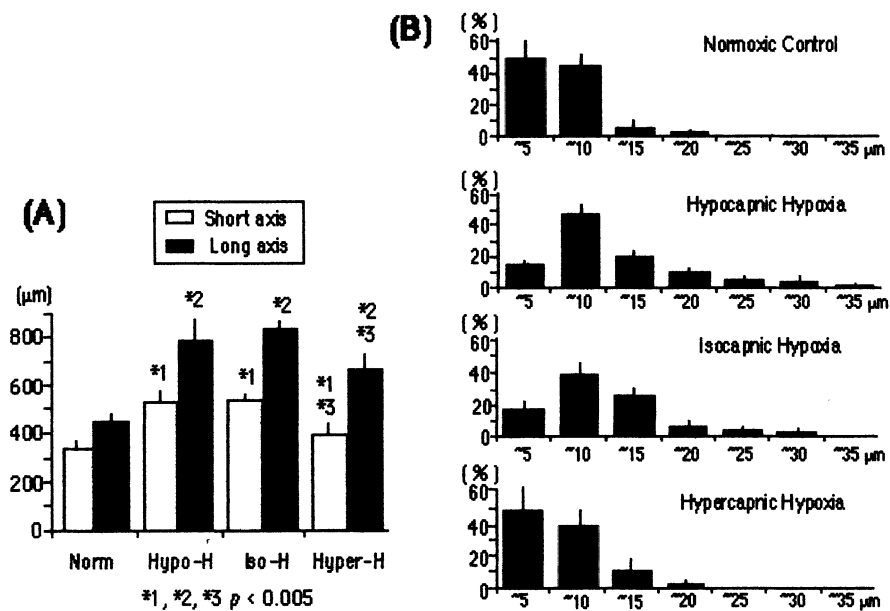 (A)
Short axis
Long axis
(µm)
800
600
400
200
0
*1
*2
*1
*2
*1
*3
*2
*3
Norm Hypo-H Iso-H Hyper-H
*1, *2, *3 p < 0.005
(B)
(%)
Normoxic Control
60
40
20
0
~5 ~10 ~15 ~20 ~25 ~30 ~35 µm
(%)
Hypocapnic Hypoxia
60
40
20
0
~5 ~10 ~15 ~20 ~25 ~30 ~35 µm
(%)
Isocapnic Hypoxia
60
40
20
0
~5 ~10 ~15 ~20 ~25 ~30 ~35 µm
(%)
Hypercapnic Hypoxia
60
40
20
0
~5 ~10 ~15 ~20 ~25 ~30 ~35 µm